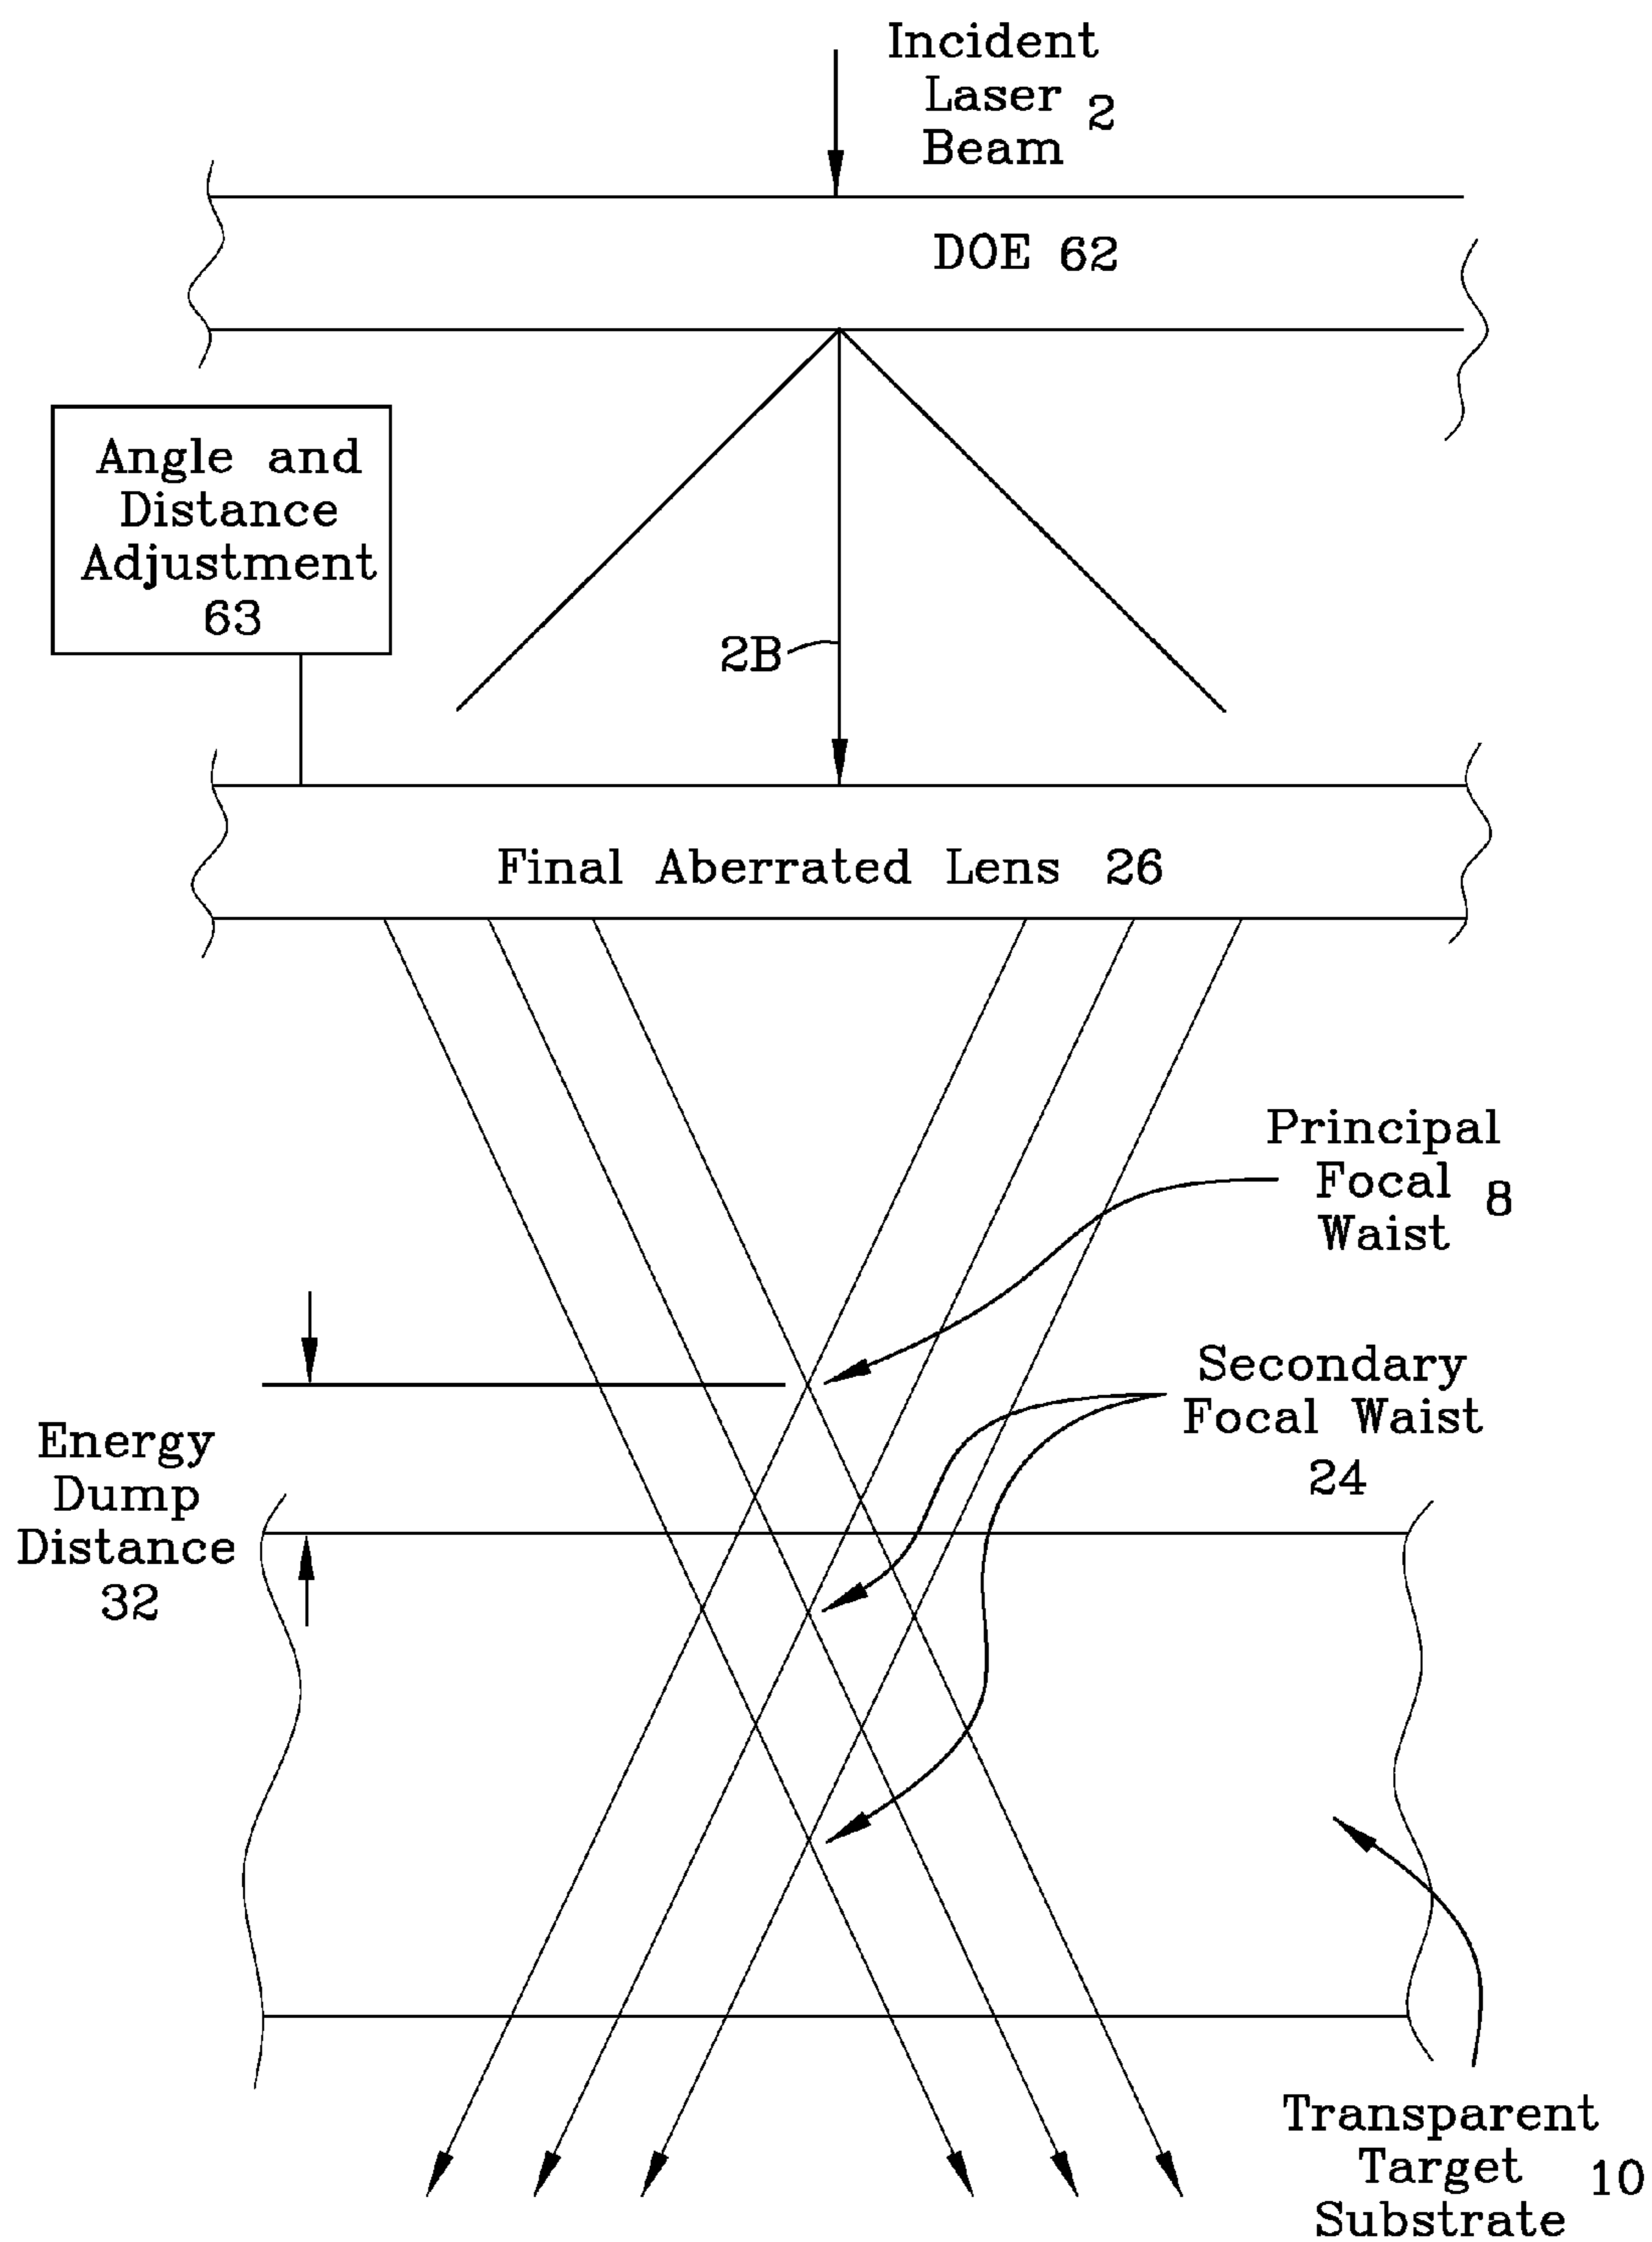 Incident
Laser 2
Beam
DOE 62
Angle and
Distance
Adjustment
63
2B
Final Aberrated Lens 26
Principal
Focal 8
Waist
Secondary
Focal Waist
24
Energy
Dump
Distance
32
Transparent
Target 10
Substrate